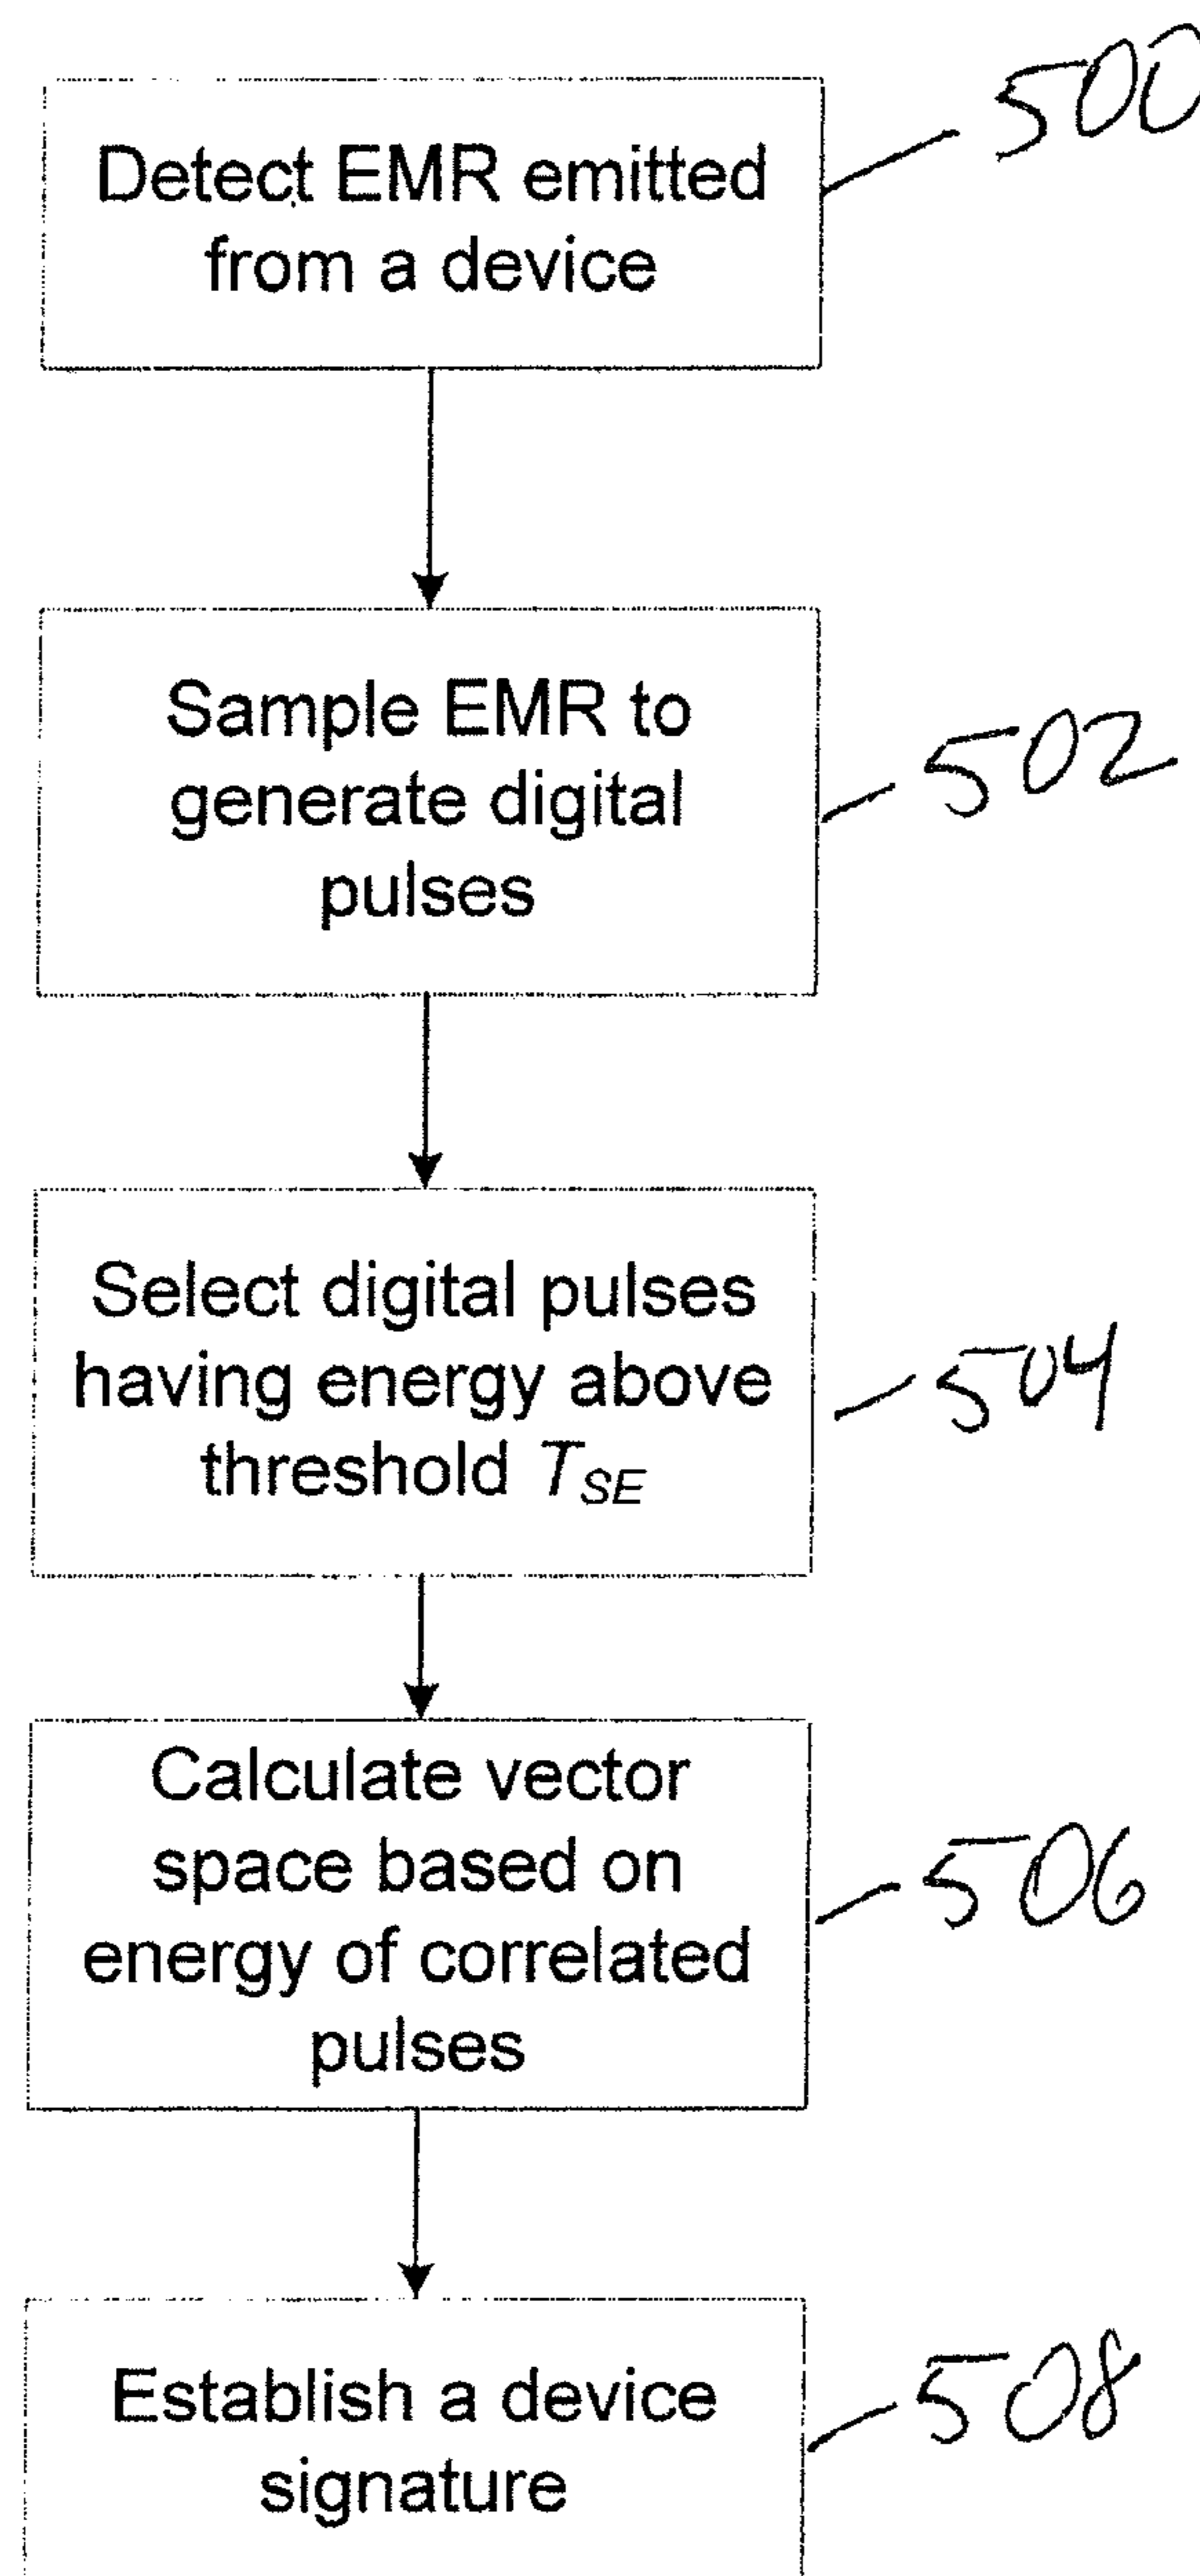 500
Detect EMR emitted
from a device
Sample EMR to
generate digital
pulses
502
Select digital pulses
having energy above
threshold TSE
504
Calculate vector
space based on
energy of correlated
pulses
506
Establish a device
signature
508